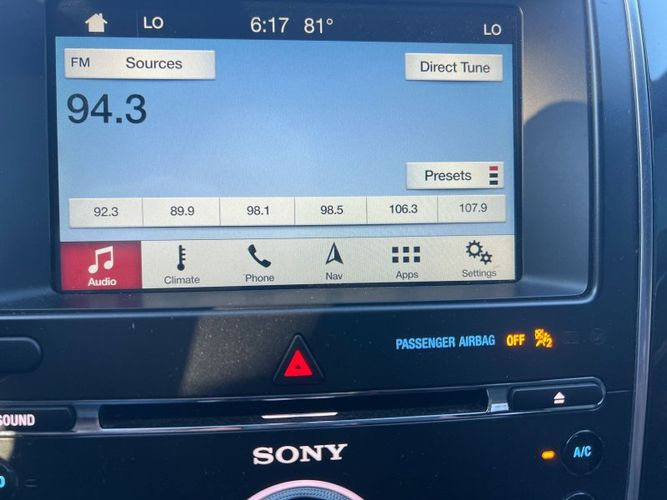 LO 6:17 81° LO
FM Sources Direct Tune
94.3
Presets
92.3 89.9 98.1 98.5 106.3 107.9
Audio Climate Phone Nav Apps Settings
PASSENGER AIRBAG OFF 2
SOUND
SONY
A/C